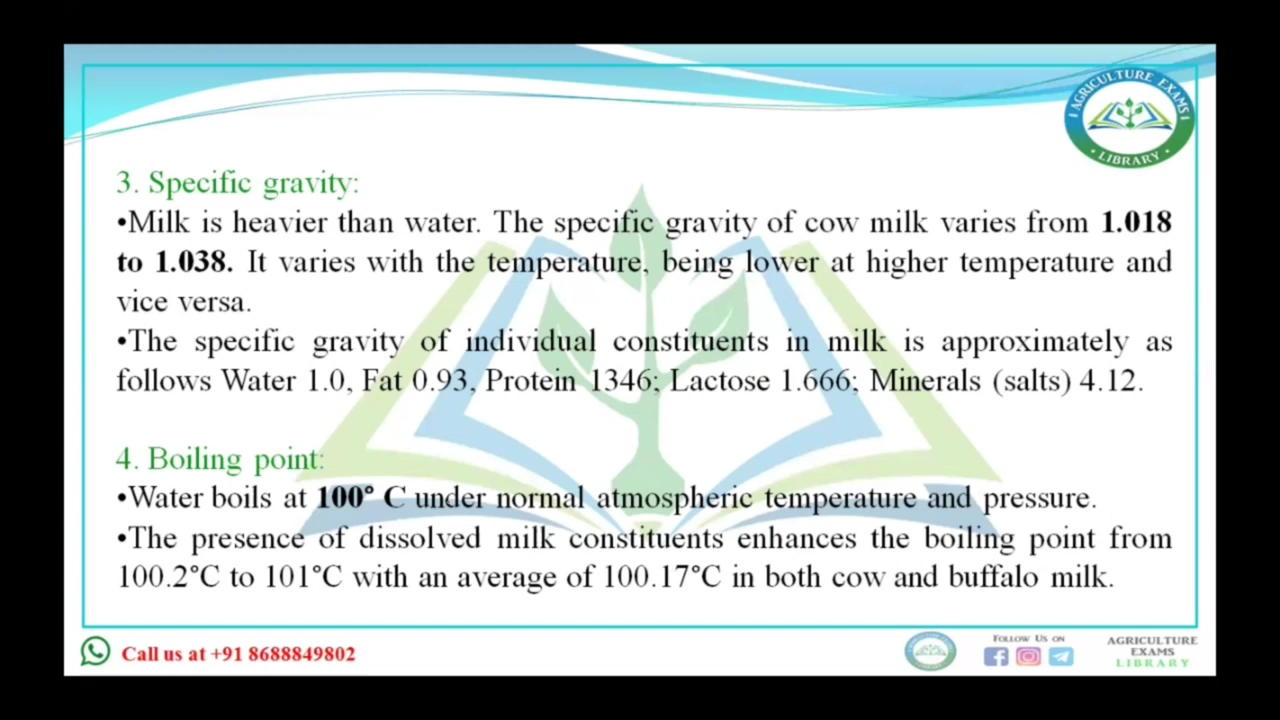 AGRICULTURE EXAMS
LIBRARY
3. Specific gravity:
•Milk is heavier than water. The specific gravity of cow milk varies from 1.018
to 1.038. It varies with the temperature, being lower at higher temperature and
vice versa.
•The specific gravity of individual constituents in milk is approximately as
follows Water 1.0, Fat 0.93, Protein 1346; Lactose 1.666; Minerals (salts) 4.12.
4. Boiling point:
•Water boils at 100° C under normal atmospheric temperature and pressure.
•The presence of dissolved milk constituents enhances the boiling point from
100.2°C to 101°C with an average of 100.17°C in both cow and buffalo milk.
Call us at +91 8688849802
FOLLOW US ON
AGRICULTURE
EXAMS
LIBRARY